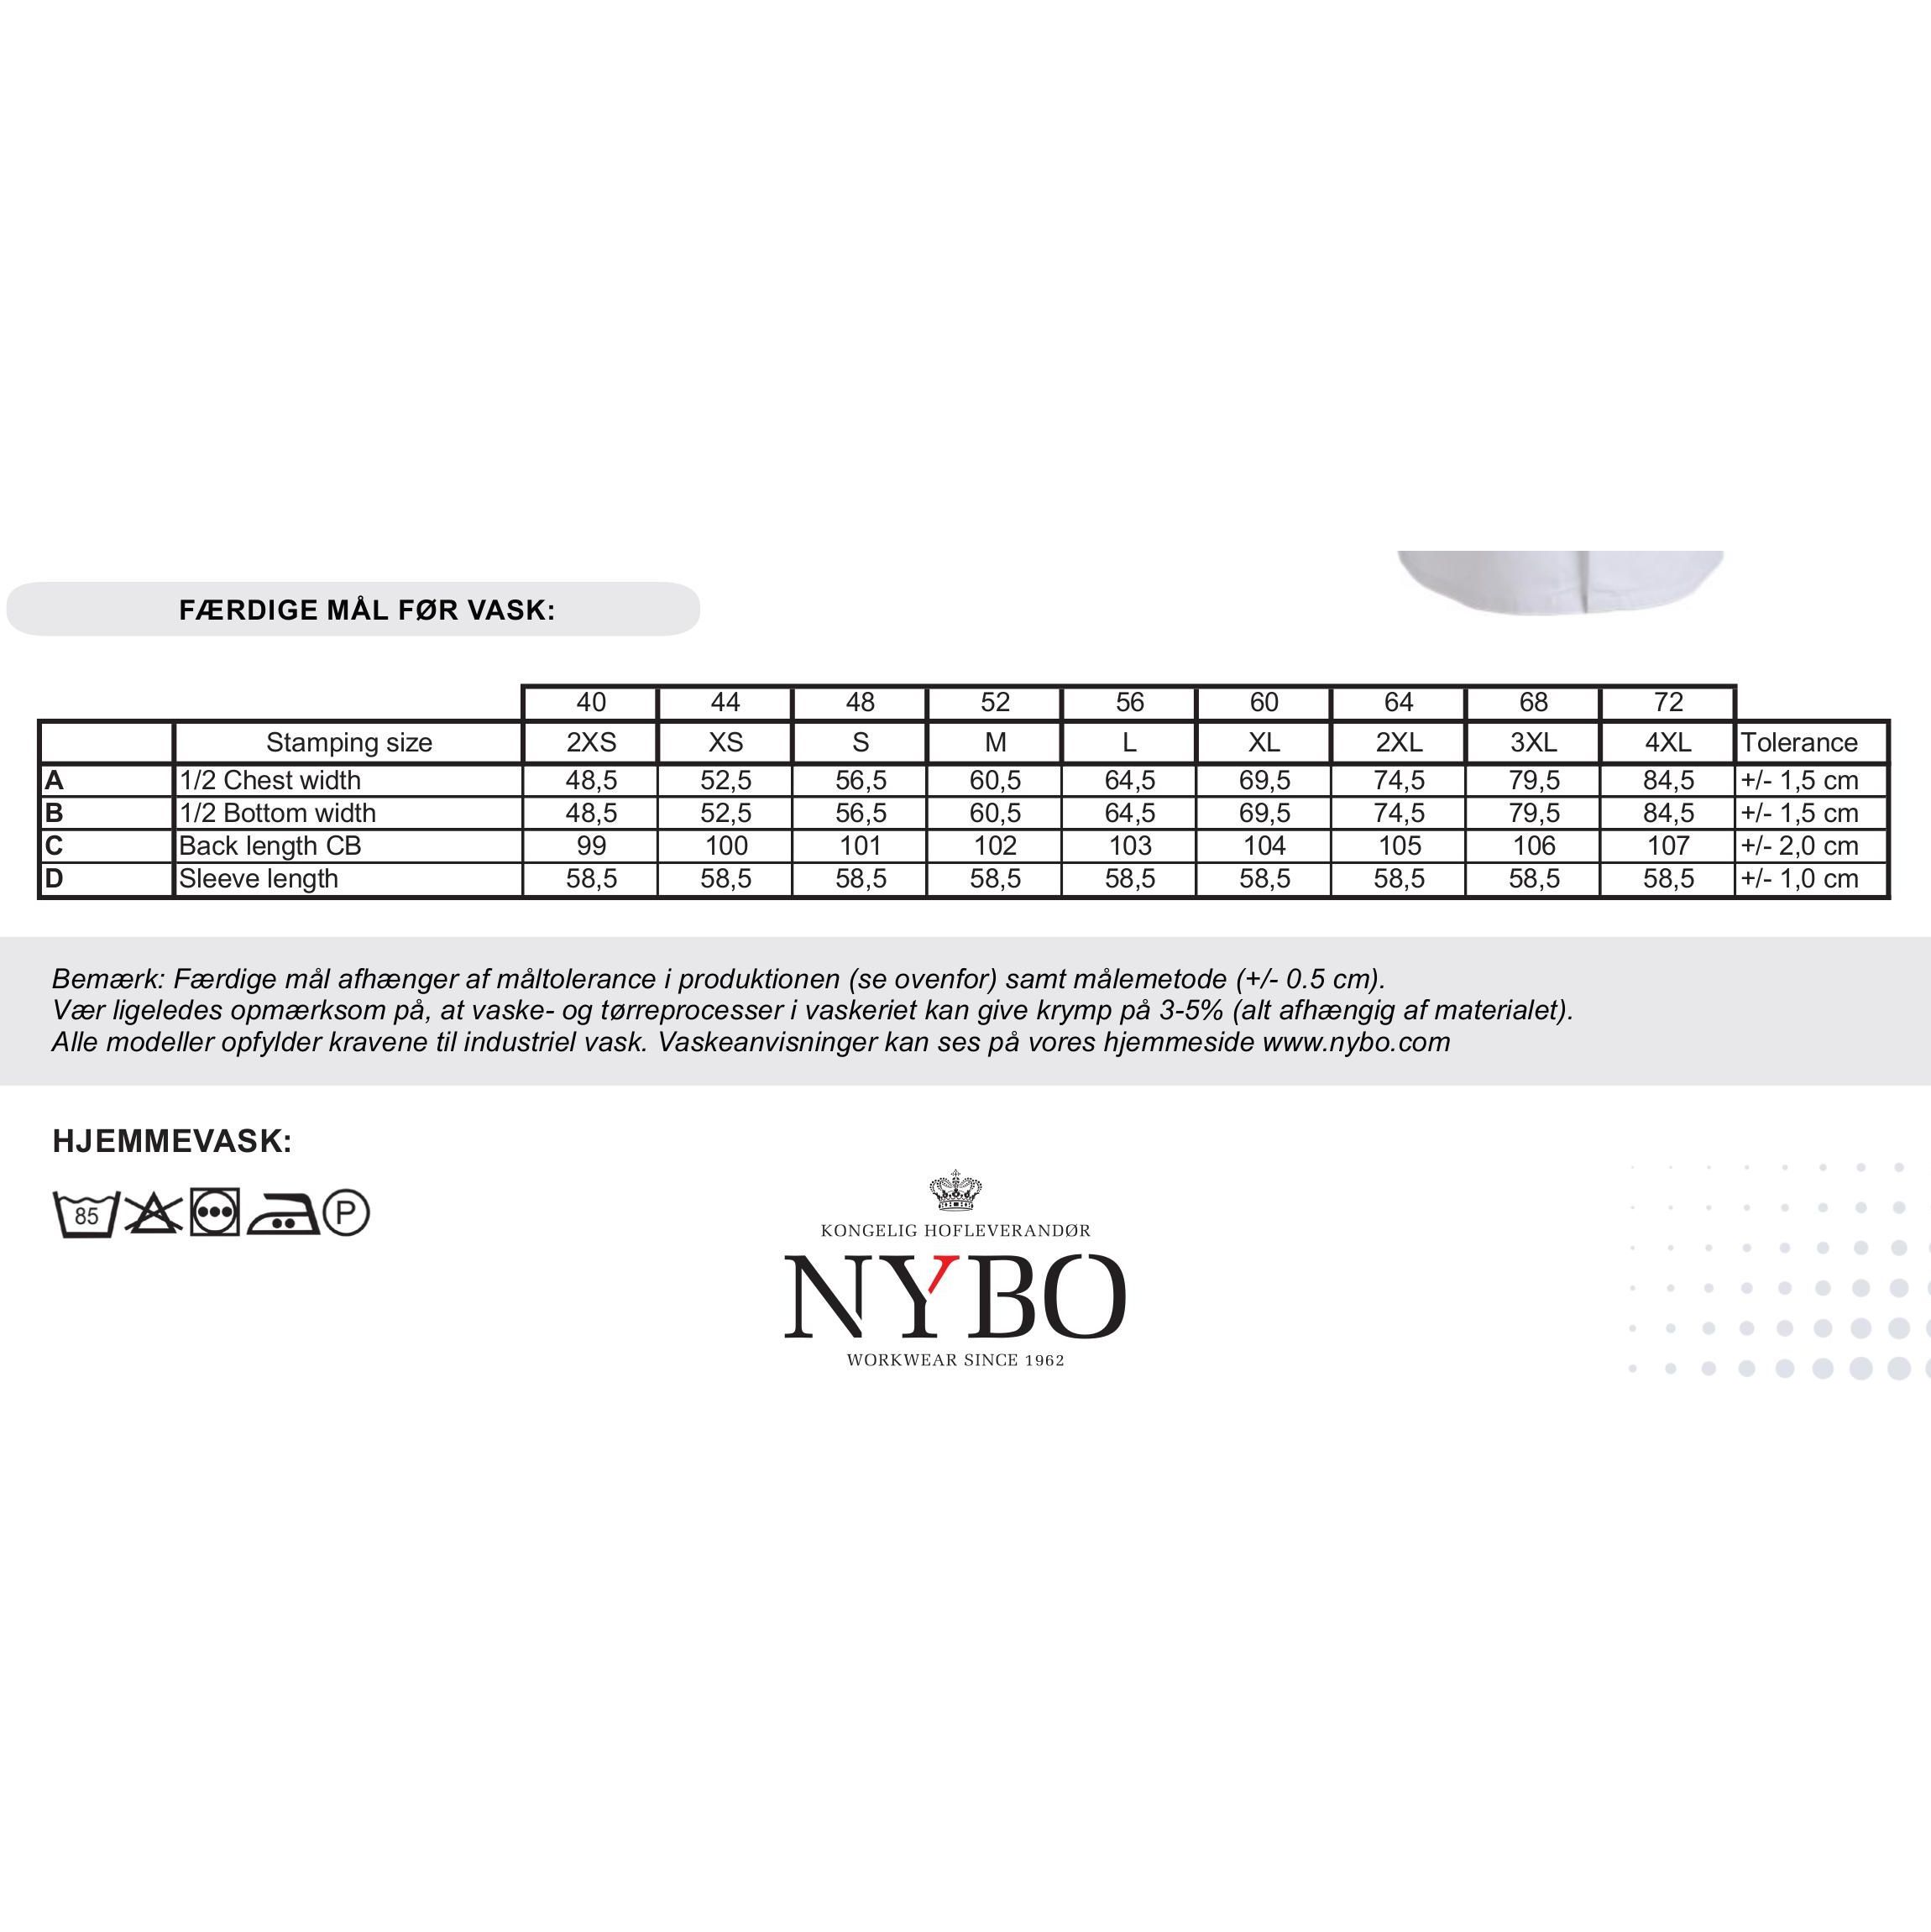 FÆRDIGE MÅL FØR VASK:
40 44 48 52 56 60 64 68 72
Stamping size 2XS XS S M L XL 2XL 3XL 4XL Tolerance
A 1/2 Chest width 48,5 52,5 56,5 60,5 64,5 69,5 74,5 79,5 84,5 +/- 1,5 cm
B 1/2 Bottom width 48,5 52,5 56,5 60,5 64,5 69,5 74,5 79,5 84,5 +/- 1,5 cm
C Back length CB 99 100 101 102 103 104 105 106 107 +/- 2,0 cm
D Sleeve length 58,5 58,5 58,5 58,5 58,5 58,5 58,5 58,5 58,5 +/- 1,0 cm
Bemærk: Færdige mål afhænger af måltolerance i produktionen (se ovenfor) samt målemetode (+/- 0.5 cm).
Vær ligeledes opmærksom på, at vaske- og tørreprocesser i vaskeriet kan give krymp på 3-5% (alt afhængig af materialet).
Alle modeller opfylder kravene til industriel vask. Vaskeanvisninger kan ses på vores hjemmeside www.nybo.com
HJEMMEVASK:
85 P
KONGELIG HOFLEVERANDØR
NYBO
WORKWEAR SINCE 1962